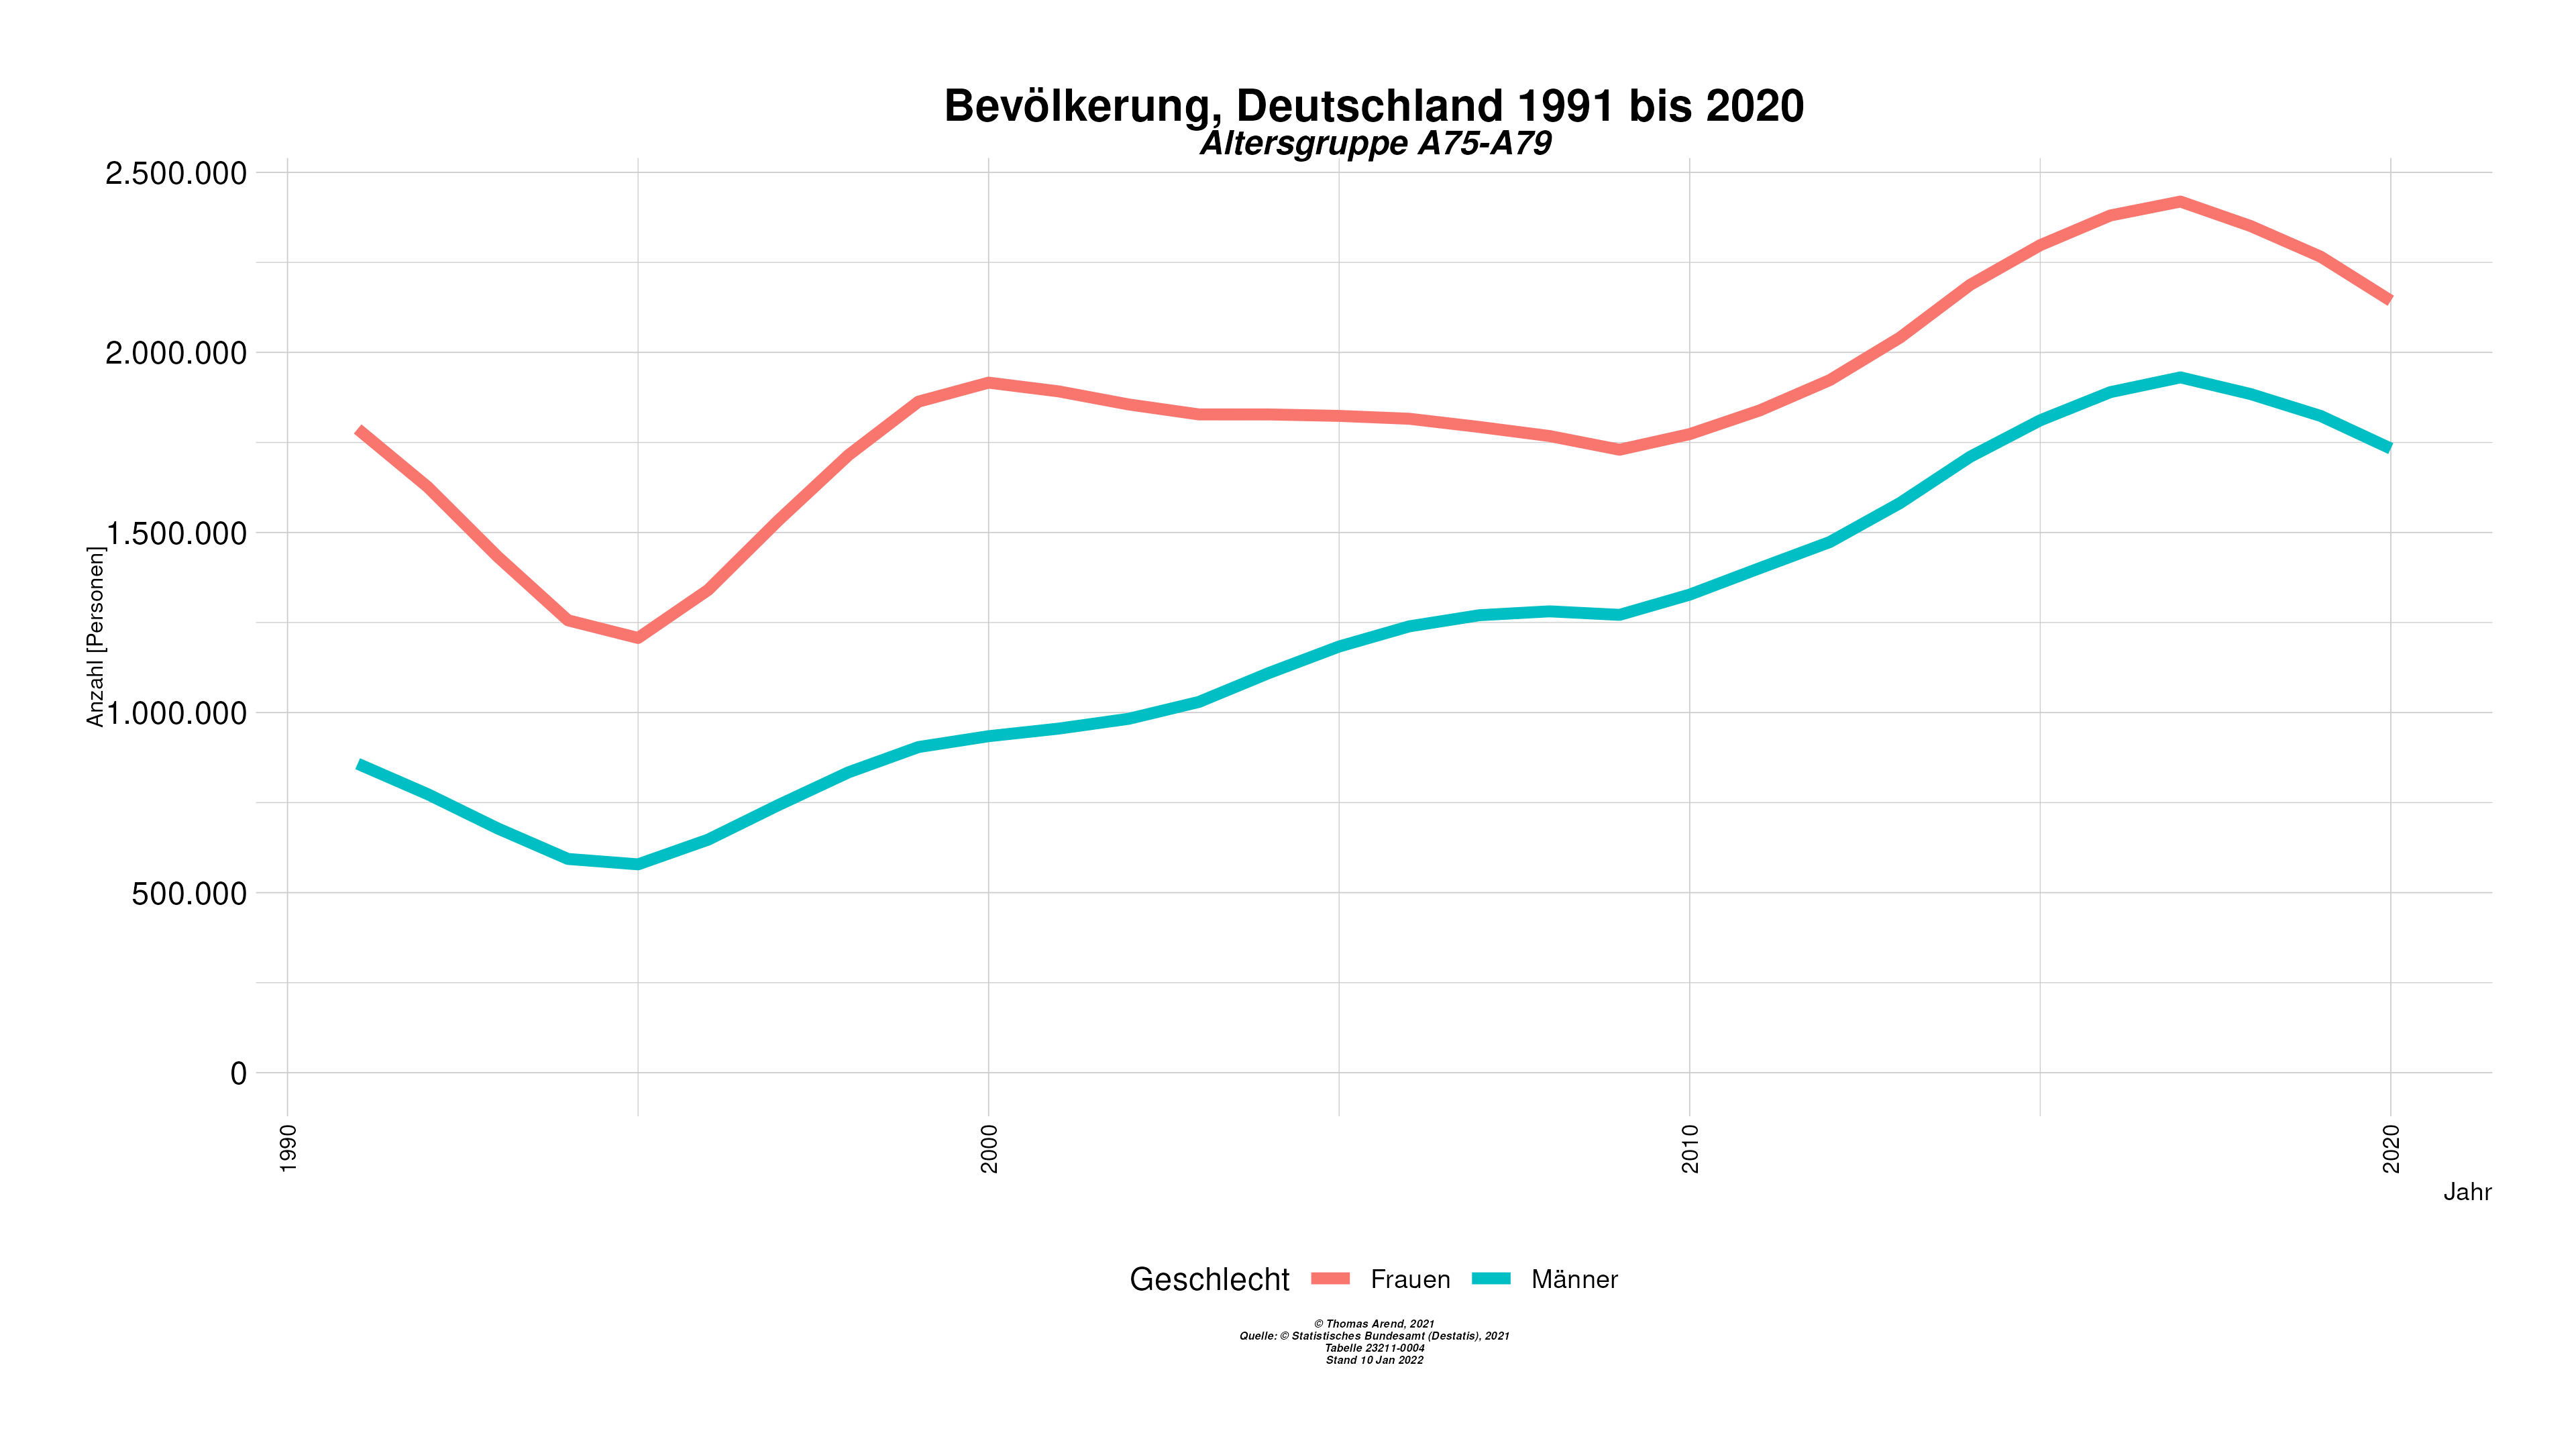 Bevölkerung, Deutschland 1991 bis 2020
Altersgruppe A75-A79
Anzahl [Personen]
2.500.000
2.000.000
1.500.000
1.000.000
500.000
0
1990
2000
2010
2020
Jahr
Geschlecht Frauen Männer
© Thomas Arend, 2021
Quelle: © Statistisches Bundesamt (Destatis), 2021
Tabelle 23211-0004
Stand 10 Jan 2022